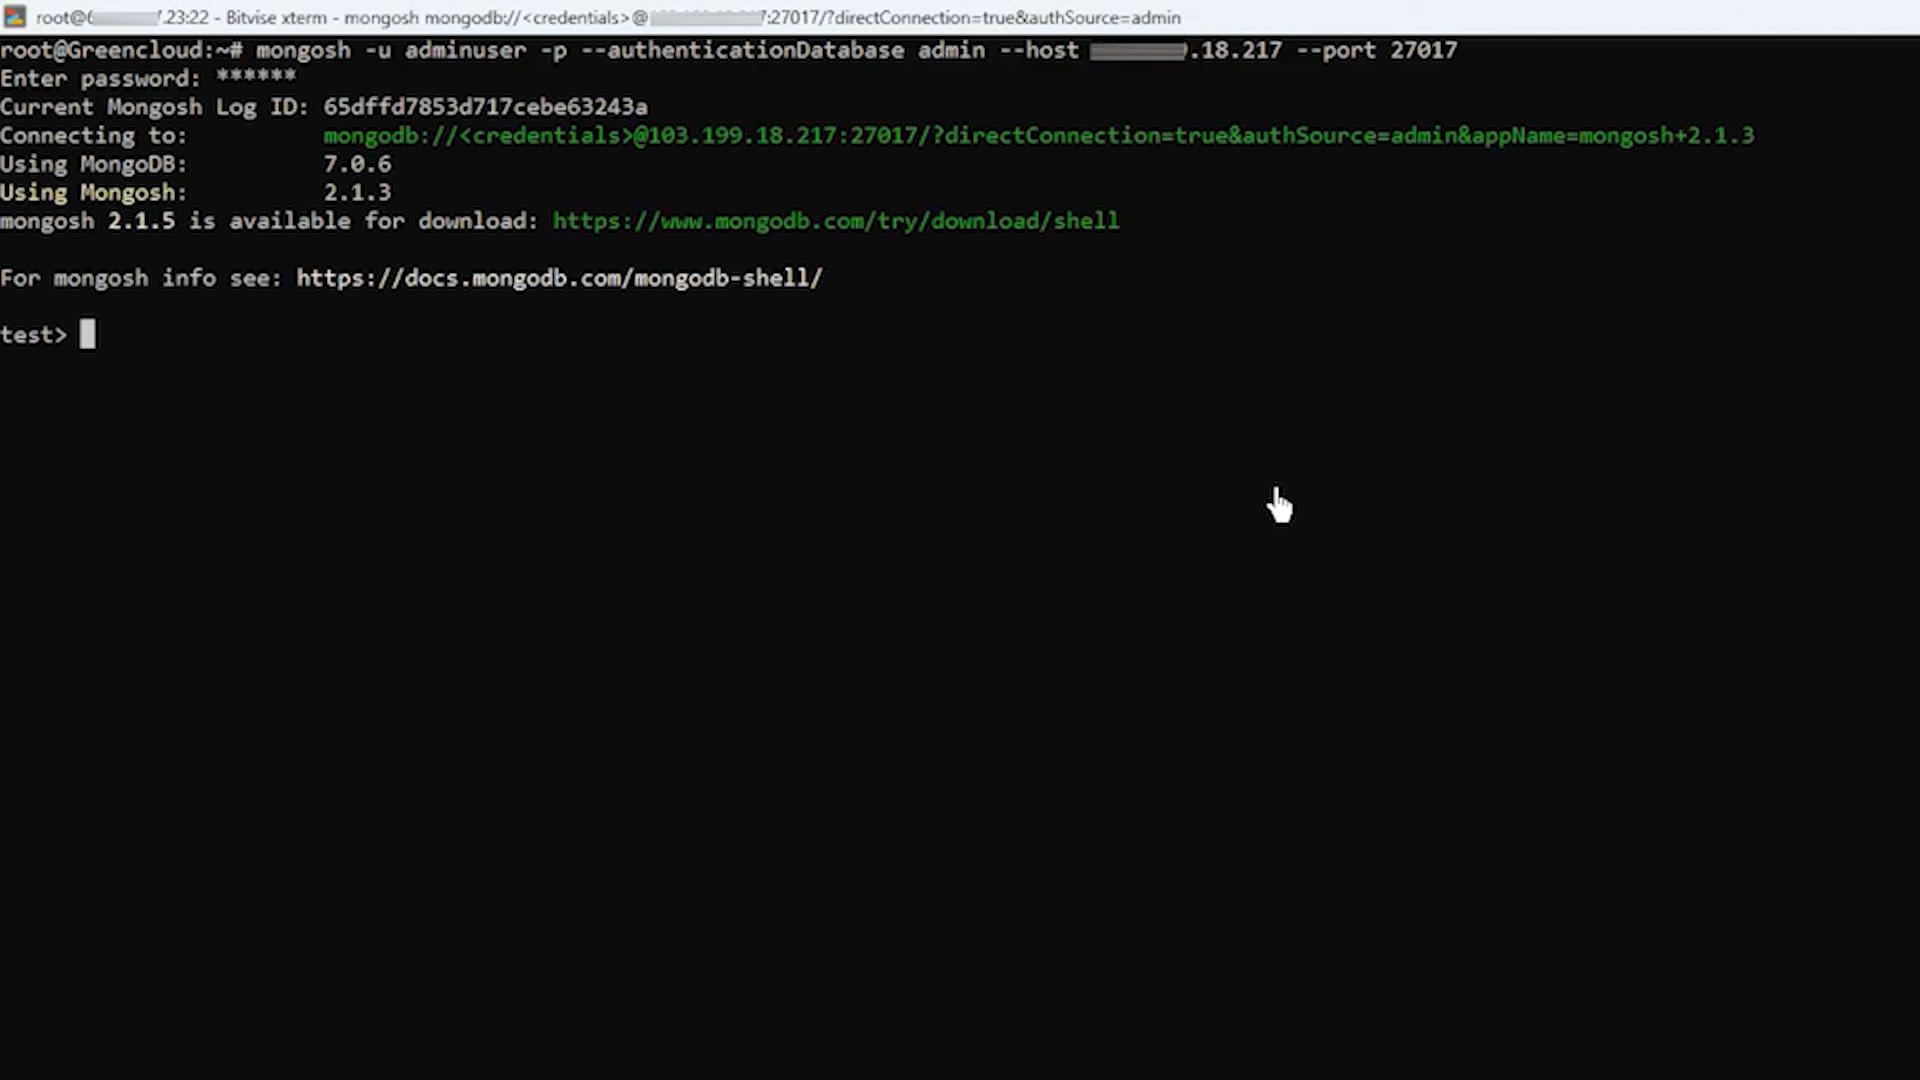 root@6 .23:22 - Bitvise xterm - mongosh mongodb://<credentials>@ 7:27017/?directConnection=true&authSource=admin
root@Greencloud:~# mongosh -u adminuser -p --authenticationDatabase admin --host .18.217 --port 27017
Enter password: ******
Current Mongosh Log ID: 65dffd7853d717cebe63243a
Connecting to: mongodb://<credentials>@103.199.18.217:27017/?directConnection=true&authSource=admin&appName=mongosh+2.1.3
Using MongoDB: 7.0.6
Using Mongosh: 2.1.3
mongosh 2.1.5 is available for download: https://www.mongodb.com/try/download/shell
For mongosh info see: https://docs.mongodb.com/mongodb-shell/
test>